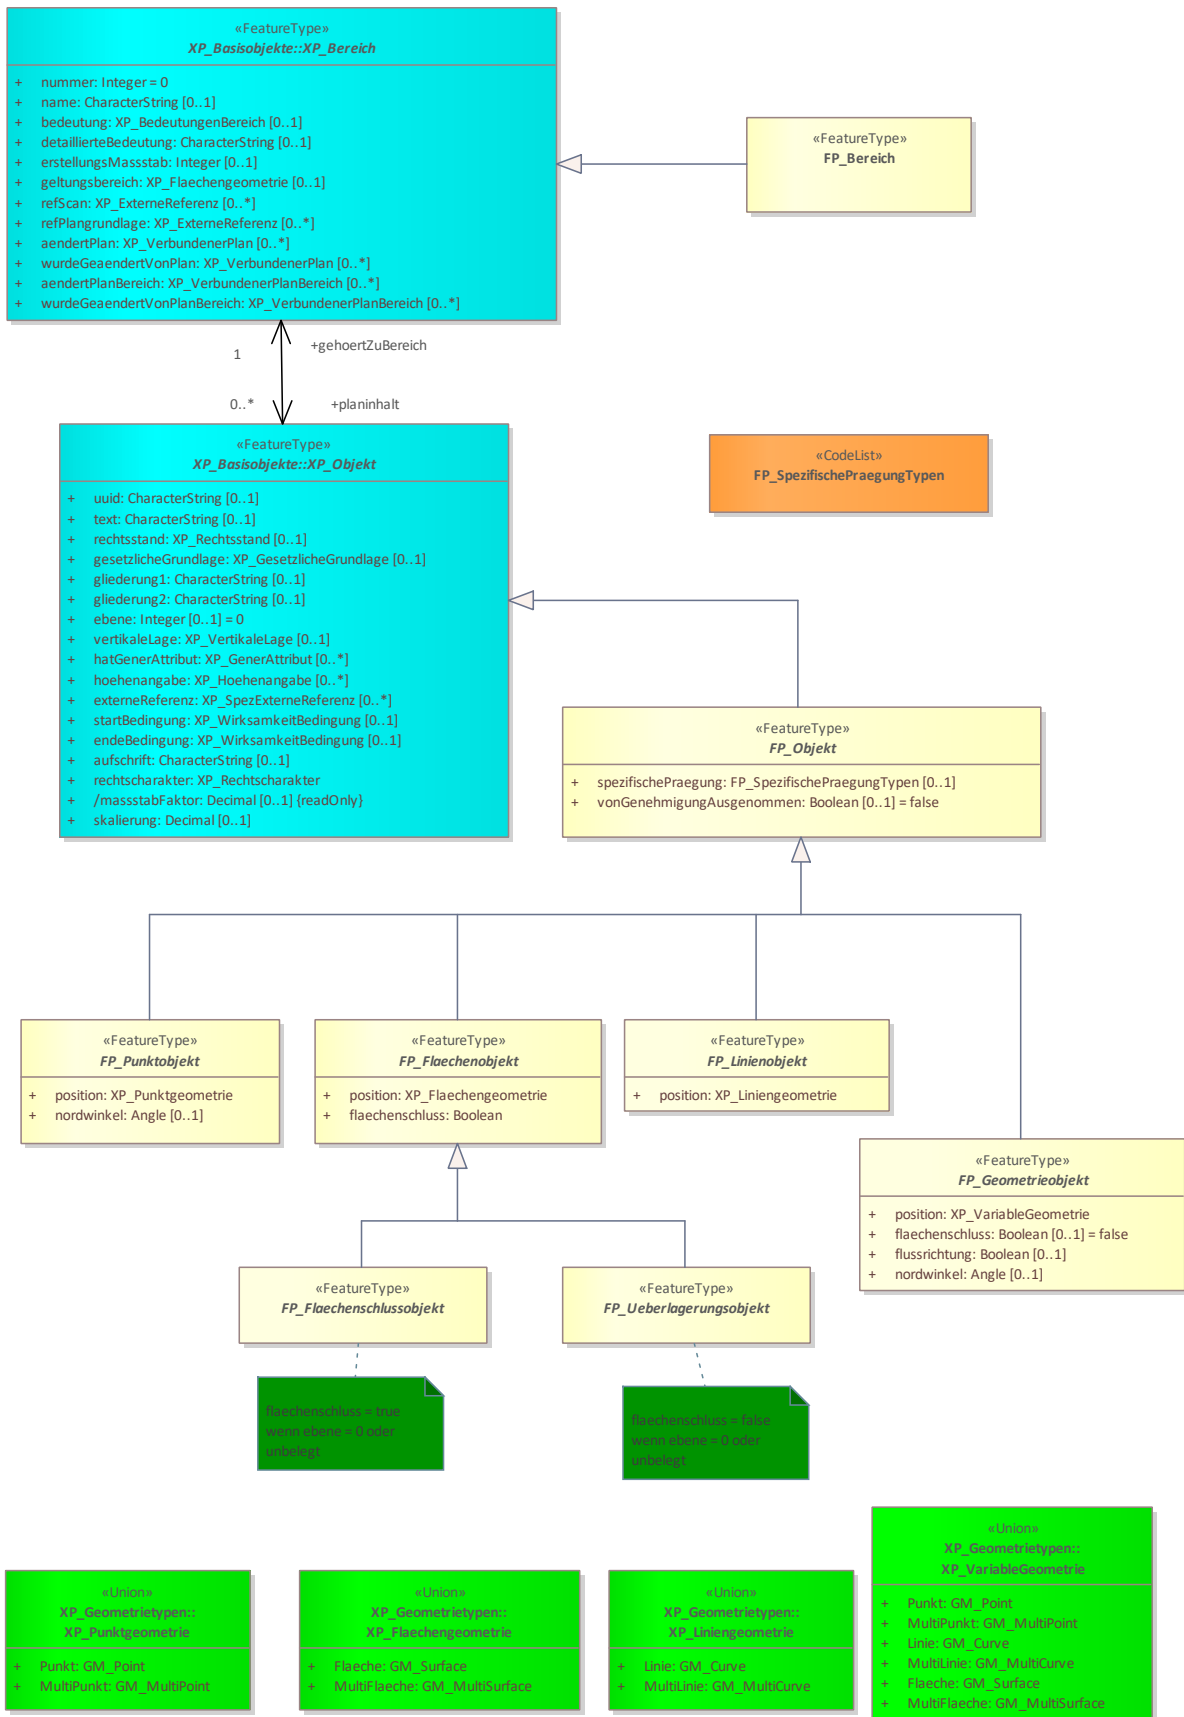 «FeatureType»
XP_Basisobjekte::XP_Bereich
+ nummer: Integer = 0
+ name: CharacterString [0..1]
+ bedeutung: XP_BedeutungenBereich [0..1]
+ detaillierteBedeutung: CharacterString [0..1]
+ erstellungsMassstab: Integer [0..1]
+ geltungsbereich: XP_Flaechengeometrie [0..1]
+ refScan: XP_ExterneReferenz [0..*]
+ refPlangrundlage: XP_ExterneReferenz [0..*]
+ aendertPlan: XP_VerbundenerPlan [0..*]
+ wurdeGeaendertVonPlan: XP_VerbundenerPlan [0..*]
+ aendertPlanBereich: XP_VerbundenerPlanBereich [0..*]
+ wurdeGeaendertVonPlanBereich: XP_VerbundenerPlanBereich [0..*]
«FeatureType»
FP_Bereich
+gehoertZuBereich
1
0..*
+planinhalt
«FeatureType»
XP_Basisobjekte::XP_Objekt
+ uuid: CharacterString [0..1]
+ text: CharacterString [0..1]
+ rechtsstand: XP_Rechtsstand [0..1]
+ gesetzlicheGrundlage: XP_GesetzlicheGrundlage [0..1]
+ gliederung1: CharacterString [0..1]
+ gliederung2: CharacterString [0..1]
+ ebene: Integer [0..1] = 0
+ vertikaleLage: XP_VertikaleLage [0..1]
+ hatGenerAttribut: XP_GenerAttribut [0..*]
+ hoehenangabe: XP_Hoehenangabe [0..*]
+ externeReferenz: XP_SpezExterneReferenz [0..*]
+ startBedingung: XP_WirksamkeitBedingung [0..1]
+ endeBedingung: XP_WirksamkeitBedingung [0..1]
+ aufschrift: CharacterString [0..1]
+ rechtscharakter: XP_Rechtscharakter
+ /massstabFaktor: Decimal [0..1] {readOnly}
+ skalierung: Decimal [0..1]
«CodeList»
FP_SpezifischePraegungTypen
«FeatureType»
FP_Objekt
+ spezifischePraegung: FP_SpezifischePraegungTypen [0..1]
+ vonGenehmigungAusgenommen: Boolean [0..1] = false
«FeatureType»
FP_Punktobjekt
+ position: XP_Punktgeometrie
+ nordwinkel: Angle [0..1]
«FeatureType»
FP_Flaechenobjekt
+ position: XP_Flaechengeometrie
+ flaechenschluss: Boolean
«FeatureType»
FP_Linienobjekt
+ position: XP_Liniengeometrie
«FeatureType»
FP_Geometrieobjekt
+ position: XP_VariableGeometrie
+ flaechenschluss: Boolean [0..1] = false
+ flussrichtung: Boolean [0..1]
+ nordwinkel: Angle [0..1]
«FeatureType»
FP_Flaechenschlussobjekt
«FeatureType»
FP_Ueberlagerungsobjekt
flaechenschluss = true
wenn ebene = 0 oder
unbelegt
flaechenschluss = false
wenn ebene = 0 oder
unbelegt
«Union»
XP_Geometrietypen::
XP_Punktgeometrie
+ Punkt: GM_Point
+ MultiPunkt: GM_MultiPoint
«Union»
XP_Geometrietypen::
XP_Flaechengeometrie
+ Flaeche: GM_Surface
+ MultiFlaeche: GM_MultiSurface
«Union»
XP_Geometrietypen::
XP_Liniengeometrie
+ Linie: GM_Curve
+ MultiLinie: GM_MultiCurve
«Union»
XP_Geometrietypen::
XP_VariableGeometrie
+ Punkt: GM_Point
+ MultiPunkt: GM_MultiPoint
+ Linie: GM_Curve
+ MultiLinie: GM_MultiCurve
+ Flaeche: GM_Surface
+ MultiFlaeche: GM_MultiSurface